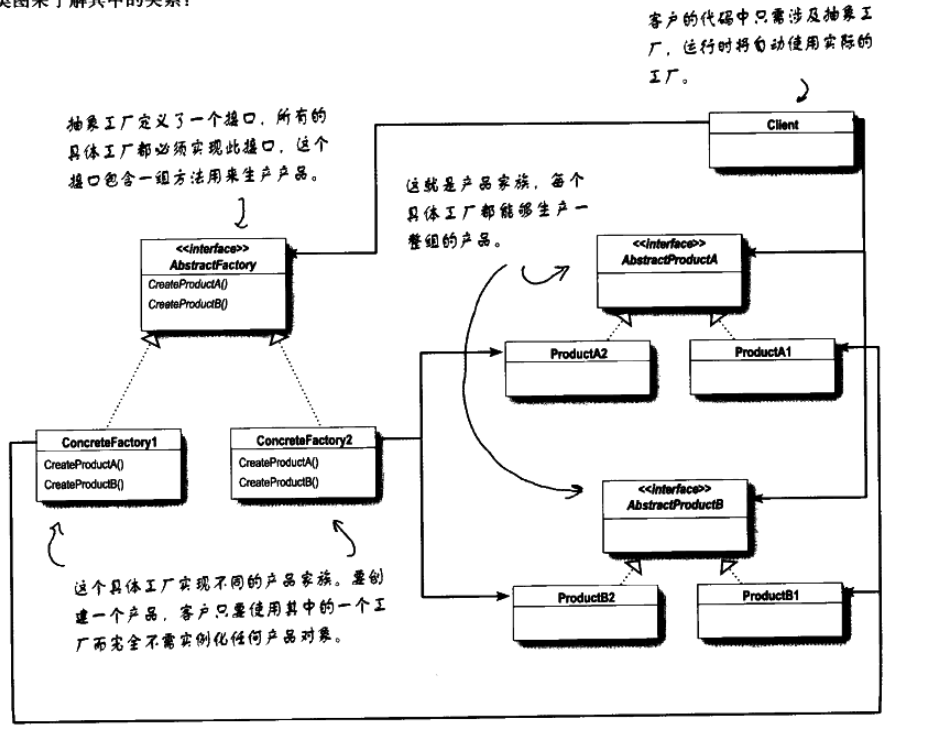 类图来了解其中的关系:
客户的代码中只需涉及抽象工
厂，运行时将自动使用实际的
工厂。
抽象工厂定义了一个接口，所有的
具体工厂都必须实现此接口，这个
接口包含一组方法用来生产产品。
Client
这就是产品家族，每个
具体工厂都能够生产一
整组的产品。
<<interface>>
AbstractFactory
CreateProductA()
CreateProductB()
<<interface>>
AbstractProductA
ProductA2
ProductA1
ConcreteFactory1
CreateProductA()
CreateProductB()
ConcreteFactory2
CreateProductA()
CreateProductB()
<<interface>>
AbstractProductB
ProductB2
ProductB1
这个具体工厂实现不同的产品家族。要创
建一个产品，客户只要使用其中的一个工
厂而完全不需实例化任何产品对象。